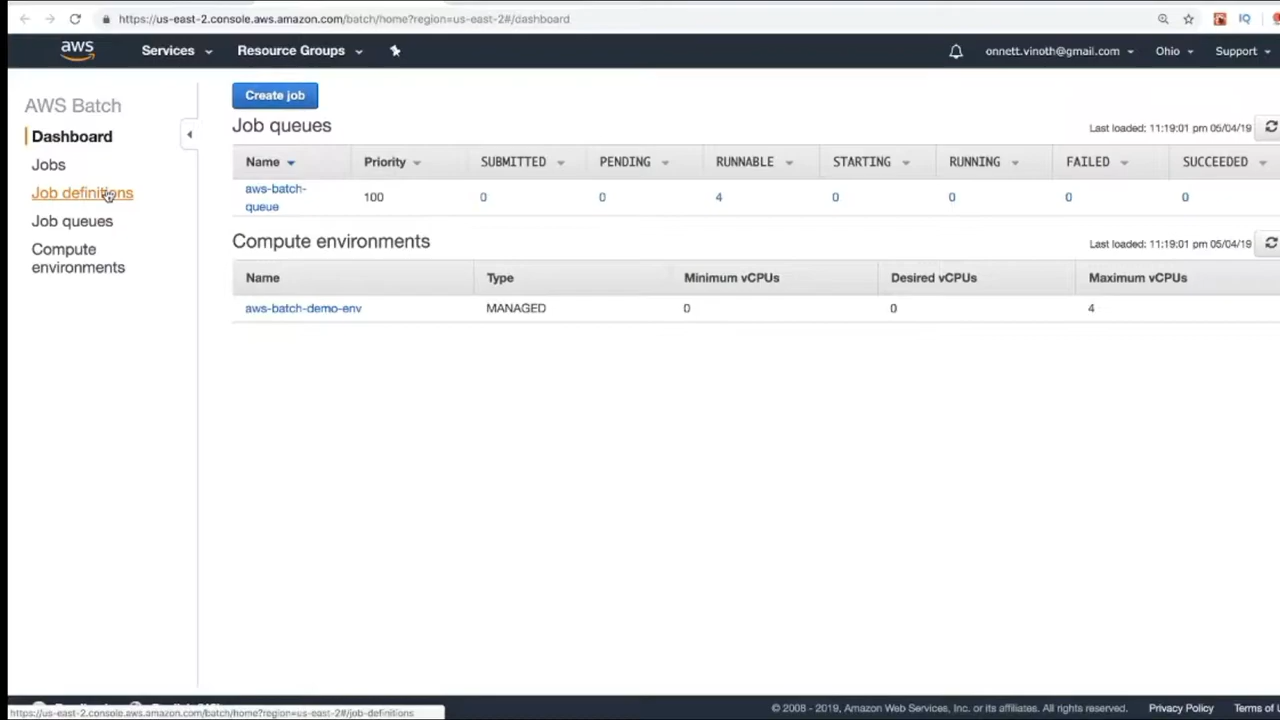 https://us-east-2.console.aws.amazon.com/batch/home?region=us-east-2#/dashboard
IQ
aws
Services
Resource Groups
onnett.vinoth@gmail.com
Ohio
Support
AWS Batch
Dashboard
Jobs
Job definitions
Job queues
Compute
environments
Create job
Job queues
Last loaded: 11:19:01 pm 05/04/19
Name Priority SUBMITTED PENDING RUNNABLE STARTING RUNNING FAILED SUCCEEDED
aws-batch-
queue
100 0 0 4 0 0 0 0
Compute environments
Last loaded: 11:19:01 pm 05/04/19
Name Type Minimum vCPUs Desired vCPUs Maximum vCPUs
aws-batch-demo-env MANAGED 0 0 4
https://us-east-2.console.aws.amazon.com/batch/home?region=us-east-2#/job-definitions
© 2008 - 2019, Amazon Web Services, Inc. or its affiliates. All rights reserved.
Privacy Policy
Terms of